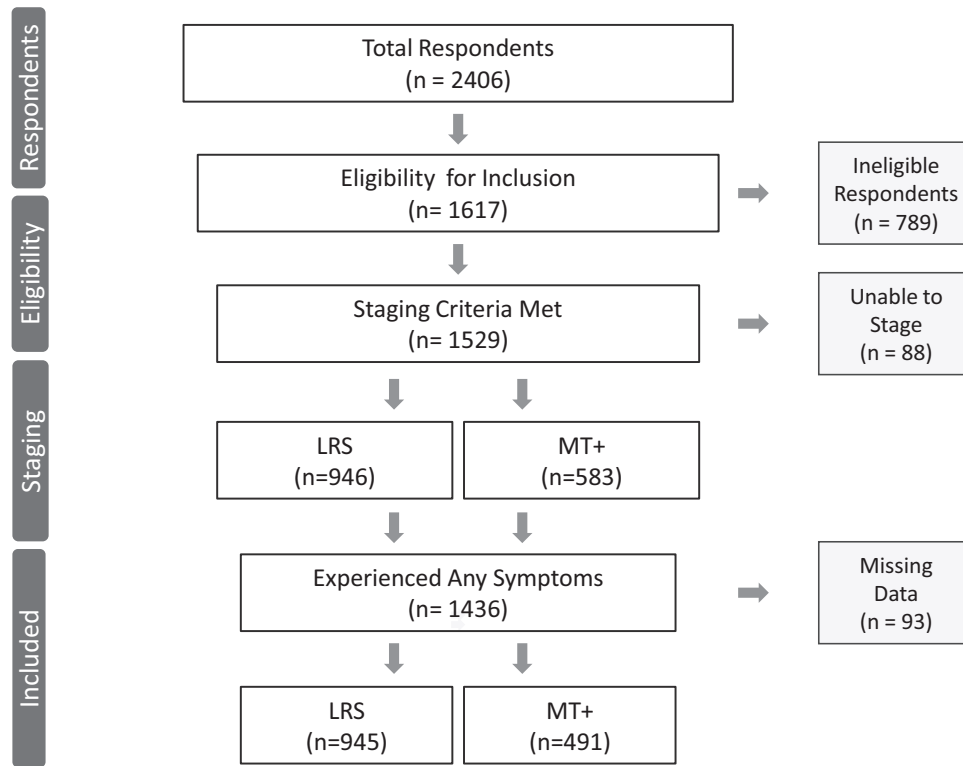 Respondents
Total Respondents
(n = 2406)
Eligibility for Inclusion
(n= 1617)
Ineligible
Respondents
(n = 789)
Eligibility
Staging Criteria Met
(n= 1529)
Unable to
Stage
(n = 88)
Staging
LRS
(n=946)
MT+
(n=583)
Included
Experienced Any Symptoms
(n= 1436)
Missing
Data
(n = 93)
LRS
(n=945)
MT+
(n=491)